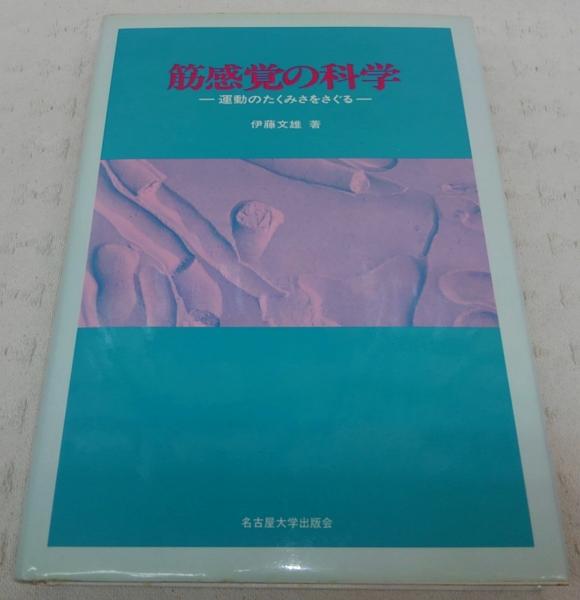 筋感覚の科学
―運動のたくみさをさぐる―
伊藤文雄 著
名古屋大学出版会